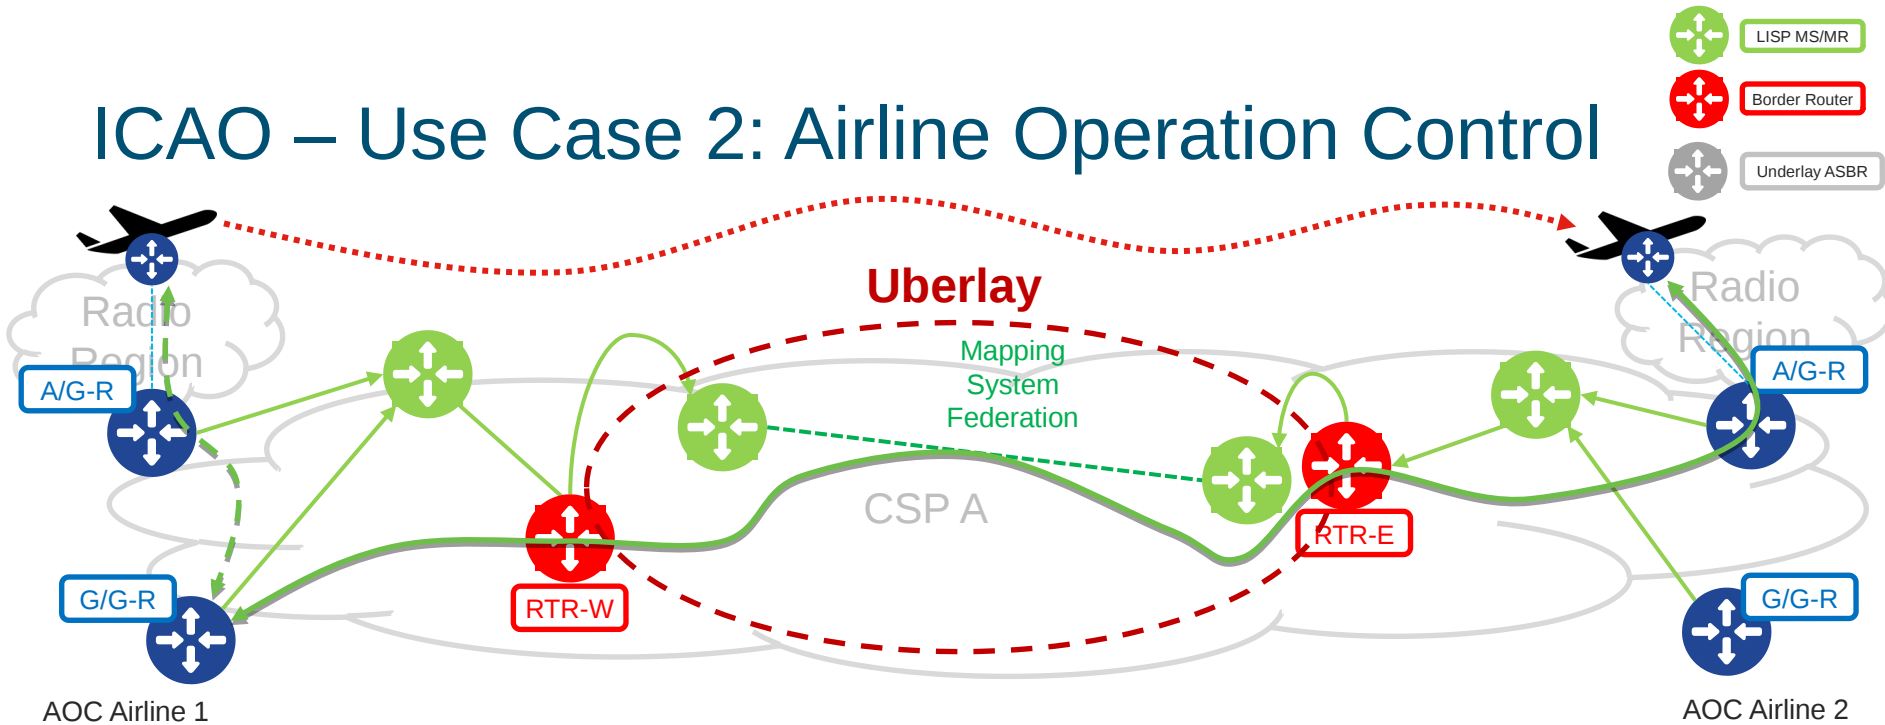 LISP MS/MR
Border Router
Underlay ASBR
ICAO – Use Case 2: Airline Operation Control
Uberlay
Radio
Region
Radio
Region
Mapping
System
Federation
A/G-R
A/G-R
CSP A
RTR-E
RTR-W
G/G-R
G/G-R
AOC Airline 1
AOC Airline 2